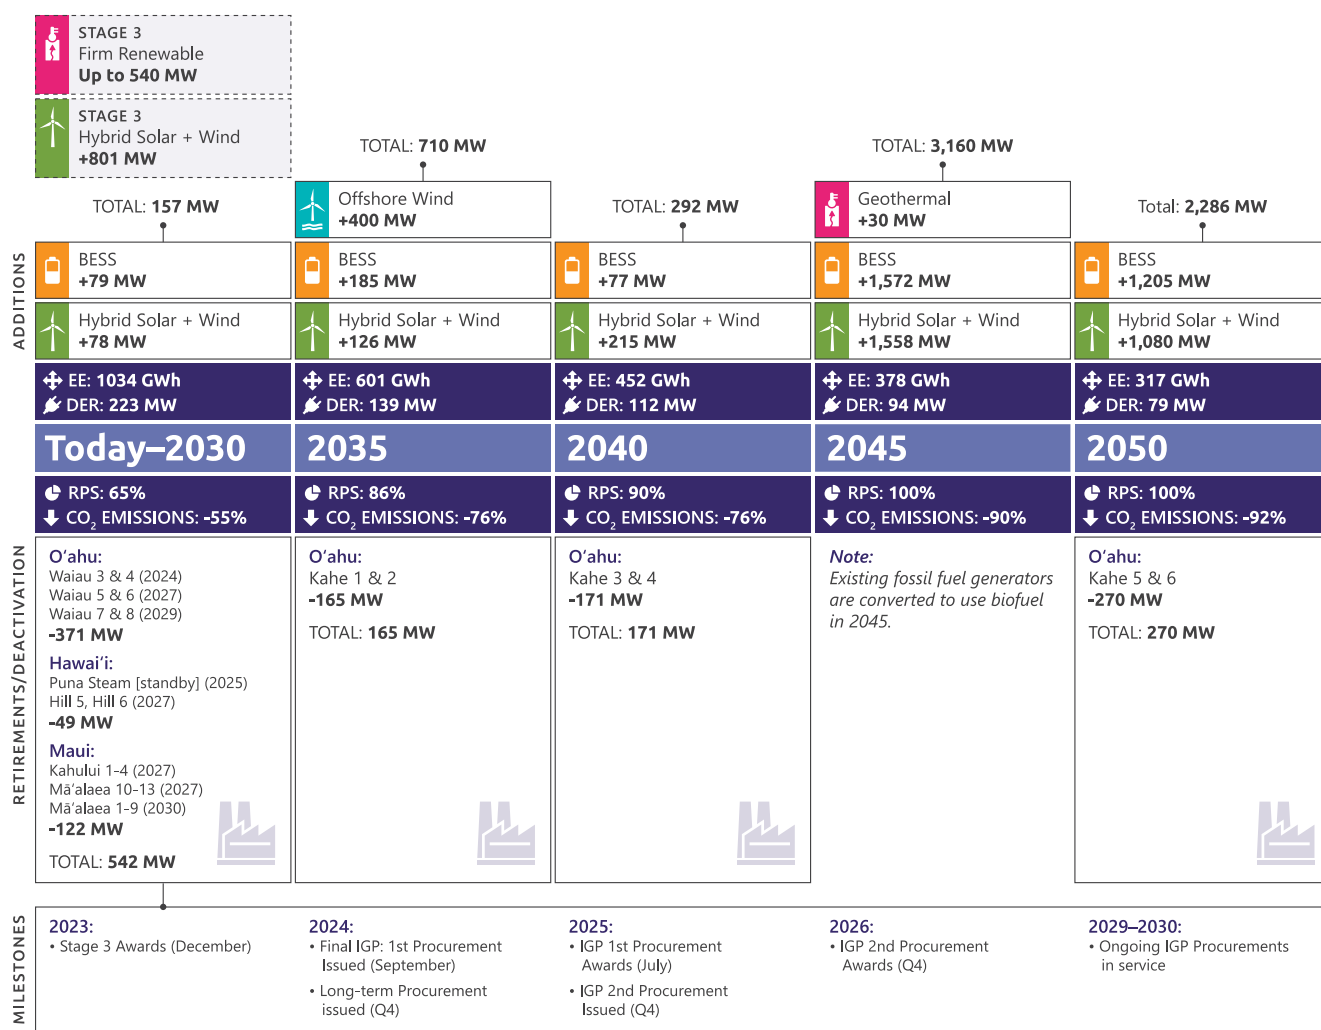 STAGE 3
Firm Renewable
Up to 540 MW
STAGE 3
Hybrid Solar + Wind
+801 MW
ADDITIONS
TOTAL: 157 MW
BESS
+79 MW
Hybrid Solar + Wind
+78 MW
EE: 1034 GWh
DER: 223 MW
TOTAL: 710 MW
Offshore Wind
+400 MW
BESS
+185 MW
Hybrid Solar + Wind
+126 MW
EE: 601 GWh
DER: 139 MW
TOTAL: 292 MW
BESS
+77 MW
Hybrid Solar + Wind
+215 MW
EE: 452 GWh
DER: 112 MW
TOTAL: 3,160 MW
Geothermal
+30 MW
BESS
+1,572 MW
Hybrid Solar + Wind
+1,558 MW
EE: 378 GWh
DER: 94 MW
Total: 2,286 MW
BESS
+1,205 MW
Hybrid Solar + Wind
+1,080 MW
EE: 317 GWh
DER: 79 MW
Today–2030
2035
2040
2045
2050
RPS: 65%
CO₂ EMISSIONS: -55%
RPS: 86%
CO₂ EMISSIONS: -76%
RPS: 90%
CO₂ EMISSIONS: -76%
RPS: 100%
CO₂ EMISSIONS: -90%
RPS: 100%
CO₂ EMISSIONS: -92%
RETIREMENTS/DEACTIVATION
Oʻahu:
Waiau 3 & 4 (2024)
Waiau 5 & 6 (2027)
Waiau 7 & 8 (2029)
-371 MW
Hawaiʻi:
Puna Steam [standby] (2025)
Hill 5, Hill 6 (2027)
-49 MW
Maui:
Kahului 1-4 (2027)
Māʻalaea 10-13 (2027)
Māʻalaea 1-9 (2030)
-122 MW
TOTAL: 542 MW
Oʻahu:
Kahe 1 & 2
-165 MW
TOTAL: 165 MW
Oʻahu:
Kahe 3 & 4
-171 MW
TOTAL: 171 MW
Note:
Existing fossil fuel generators
are converted to use biofuel
in 2045.
Oʻahu:
Kahe 5 & 6
-270 MW
TOTAL: 270 MW
MILESTONES
2023:
• Stage 3 Awards (December)
2024:
• Final IGP: 1st Procurement
Issued (September)
• Long-term Procurement
issued (Q4)
2025:
• IGP 1st Procurement
Awards (July)
• IGP 2nd Procurement
Issued (Q4)
2026:
• IGP 2nd Procurement
Awards (Q4)
2029–2030:
• Ongoing IGP Procurements
in service